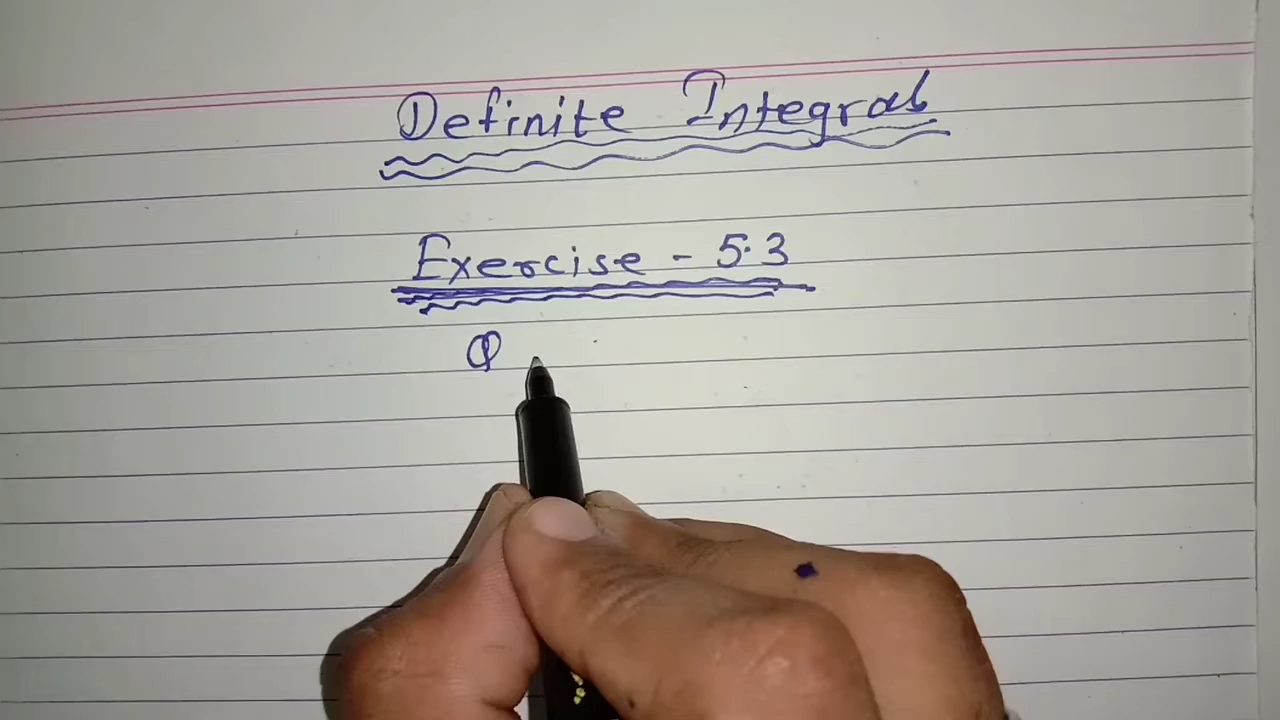 Definite Integral
Exercise - 5.3
Q